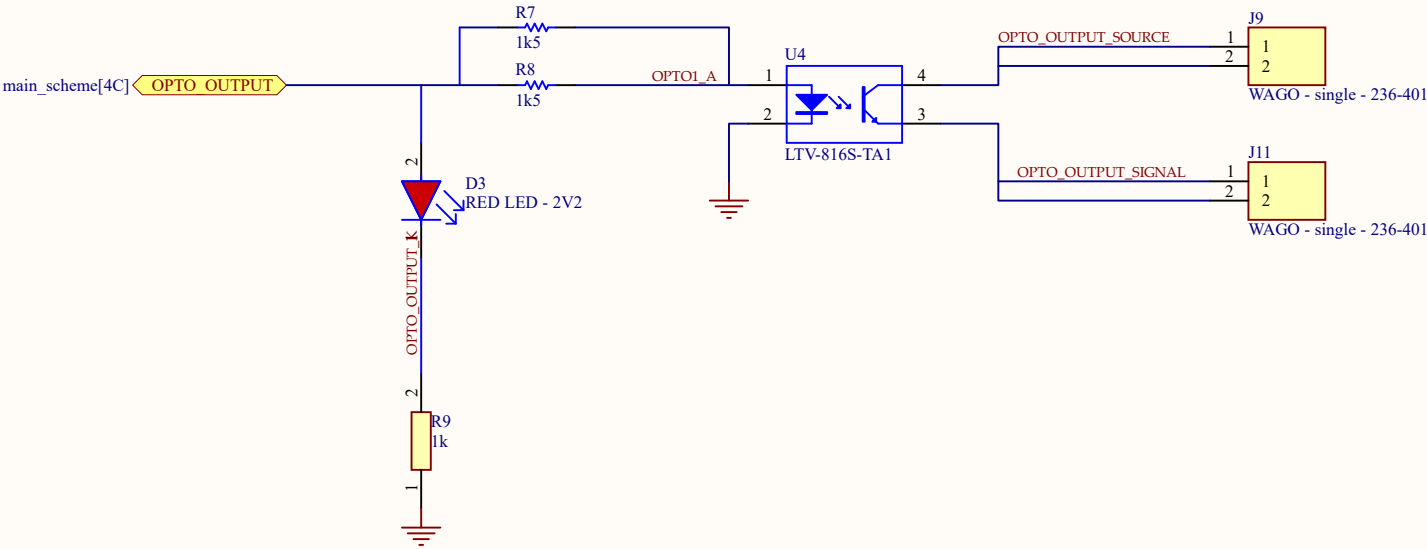 R7
1k5
main_scheme[4C]
OPTO_OUTPUT
R8
1k5
OPTO1_A
U4
1
2
4
3
LTV-816S-TA1
OPTO_OUTPUT_SOURCE
J9
1
2
1
2
WAGO - single - 236-401
OPTO_OUTPUT_SIGNAL
J11
1
2
1
2
WAGO - single - 236-401
2
D3
RED LED - 2V2
1
OPTO_OUTPUT_K
2
R9
1k
1